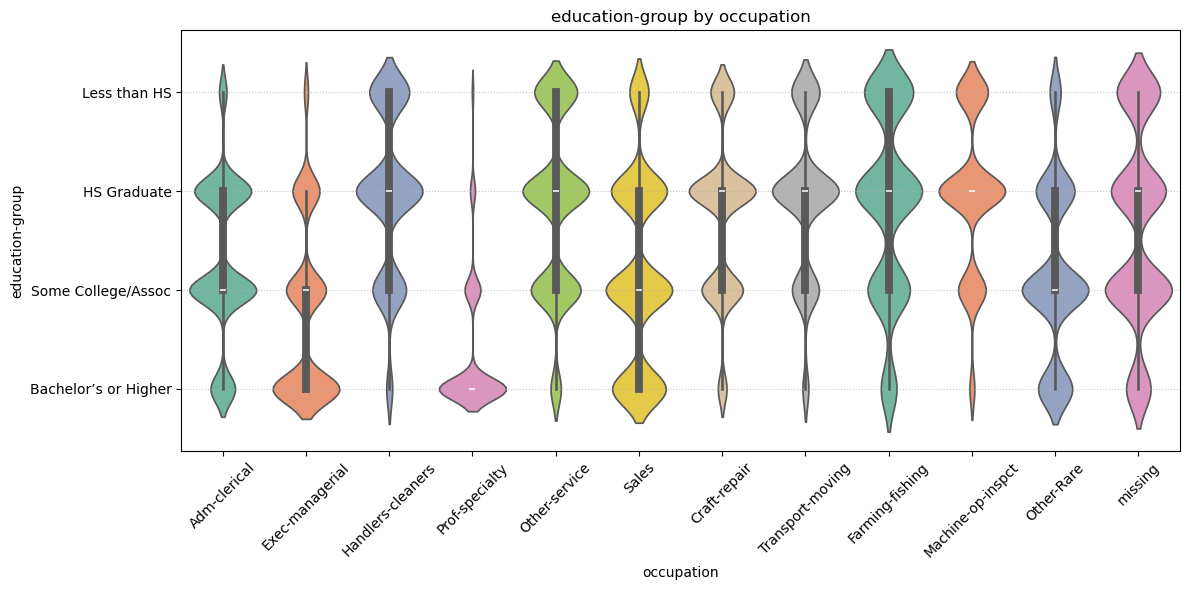 education-group by occupation
education-group
Less than HS
HS Graduate
Some College/Assoc
Bachelor’s or Higher
Adm-clerical
Exec-managerial
Handlers-cleaners
Prof-specialty
Other-service
Sales
Craft-repair
Transport-moving
Farming-fishing
Machine-op-inspct
Other-Rare
missing
occupation